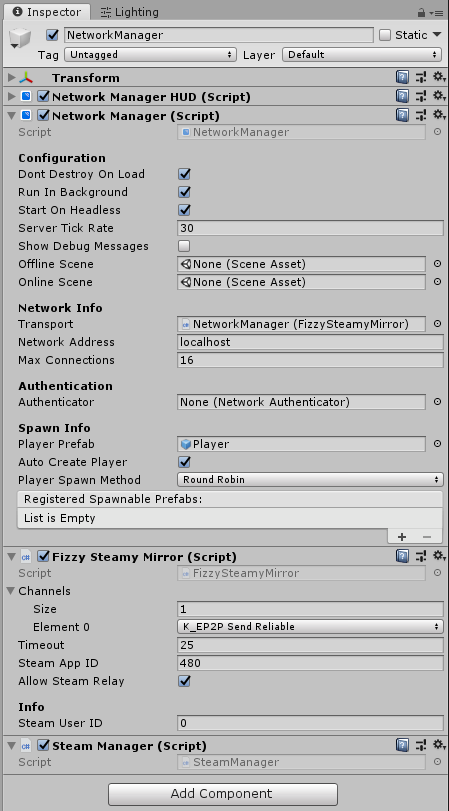 Inspector Lighting
NetworkManager Static
Tag Untagged Layer Default
Transform
Network Manager HUD (Script)
Network Manager (Script)
Script NetworkManager
Configuration
Dont Destroy On Load
Run In Background
Start On Headless
Server Tick Rate 30
Show Debug Messages
Offline Scene None (Scene Asset)
Online Scene None (Scene Asset)
Network Info
Transport NetworkManager (FizzySteamyMirror)
Network Address localhost
Max Connections 16
Authentication
Authenticator None (Network Authenticator)
Spawn Info
Player Prefab Player
Auto Create Player
Player Spawn Method Round Robin
Registered Spawnable Prefabs:
List is Empty
+ −
Fizzy Steamy Mirror (Script)
Script FizzySteamyMirror
Channels
Size 1
Element 0 K_EP2P Send Reliable
Timeout 25
Steam App ID 480
Allow Steam Relay
Info
Steam User ID 0
Steam Manager (Script)
Script SteamManager
Add Component